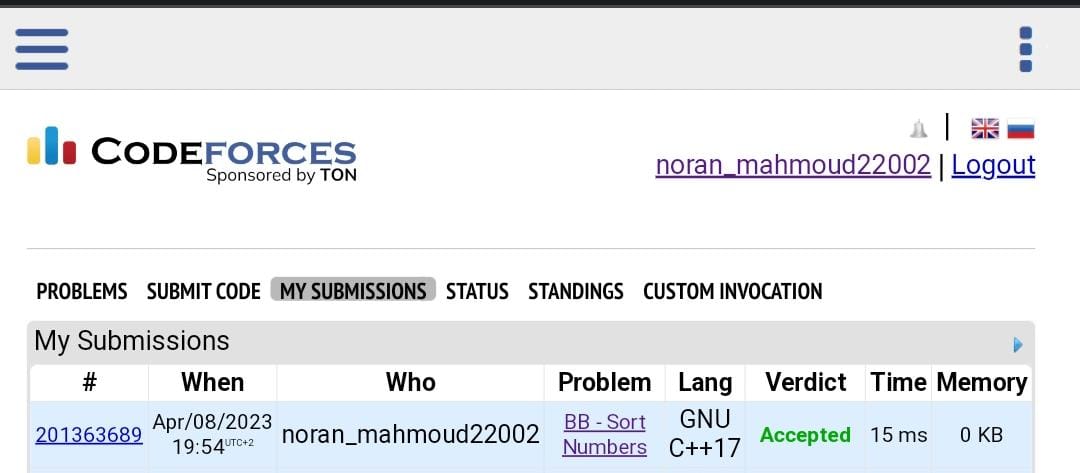 CODEFORCES
Sponsored by TON
|
noran_mahmoud22002 | Logout
PROBLEMS SUBMIT CODE MY SUBMISSIONS STATUS STANDINGS CUSTOM INVOCATION
My Submissions
# When Who Problem Lang Verdict Time Memory
201363689 Apr/08/2023 19:54 UTC+2 noran_mahmoud22002 BB - Sort Numbers GNU C++17 Accepted 15 ms 0 KB